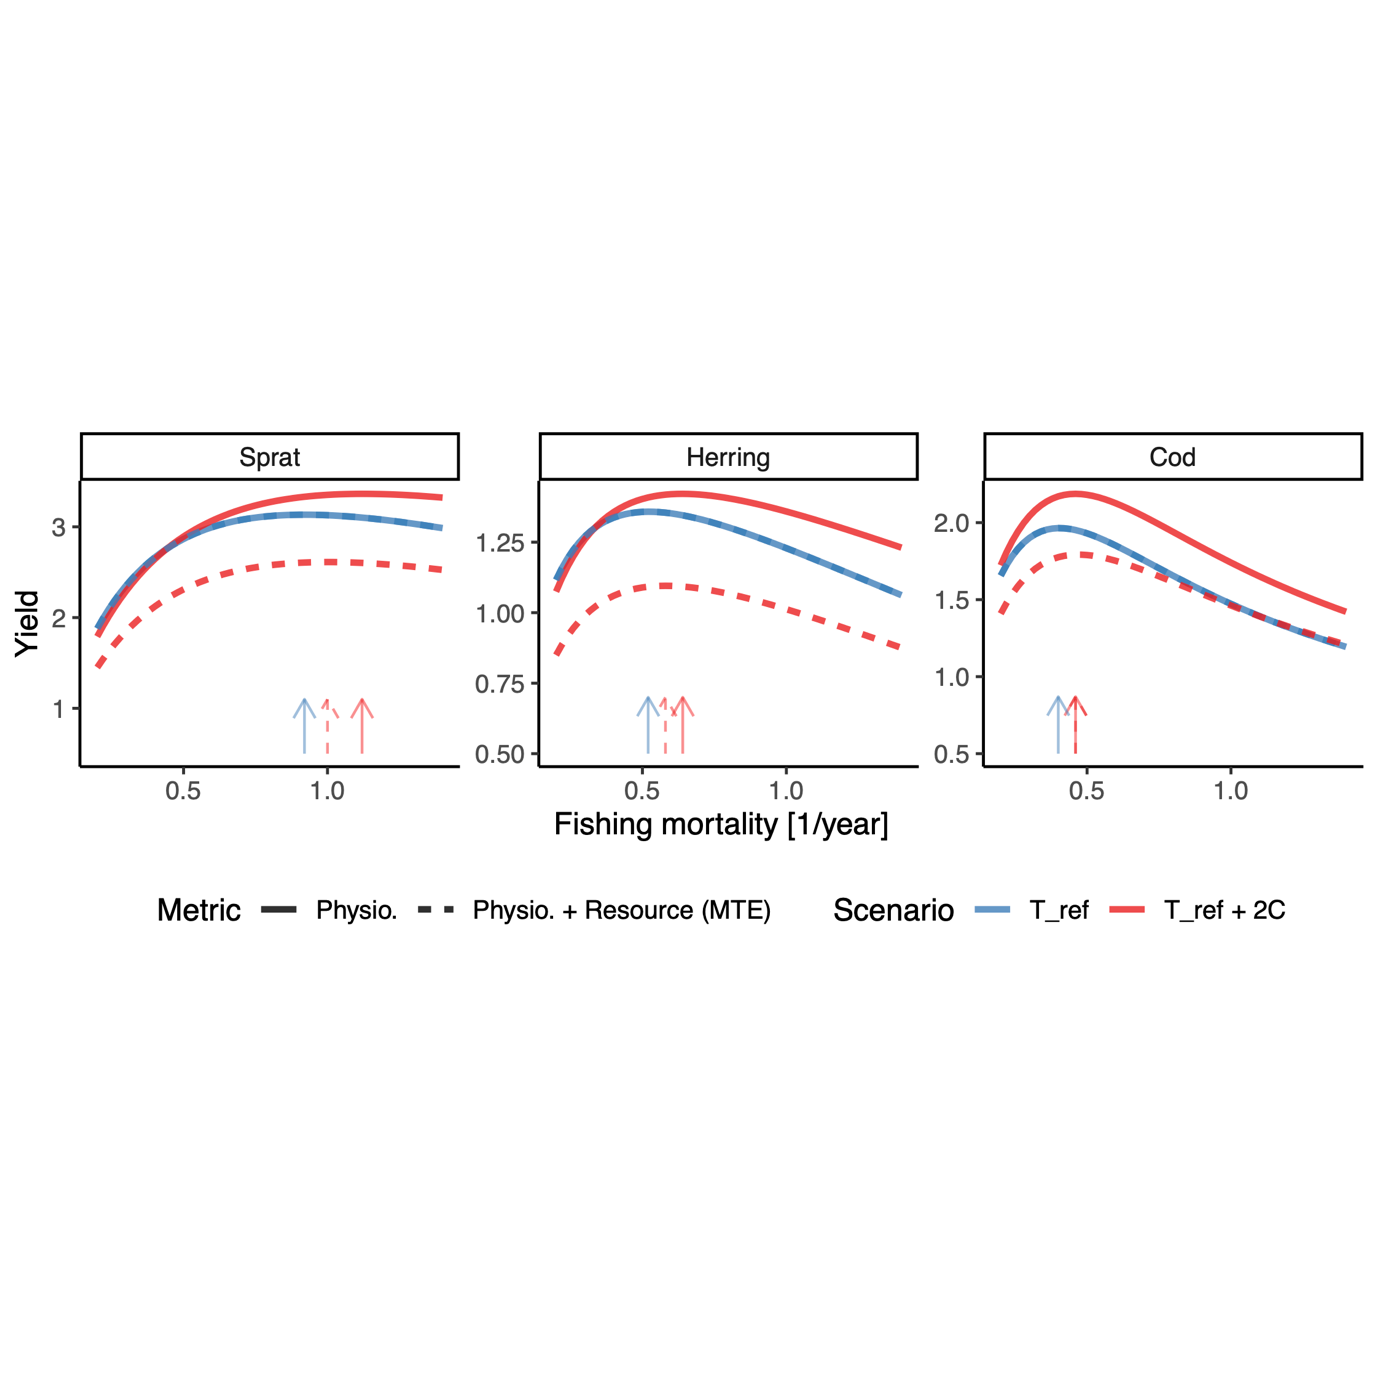 Sprat Herring Cod
Yield
3
2
1
1.25
1.00
0.75
0.50
2.0
1.5
1.0
0.5
0.5 1.0 0.5 1.0 0.5 1.0
Fishing mortality [1/year]
Metric Physio. Physio. + Resource (MTE) Scenario T_ref T_ref + 2C